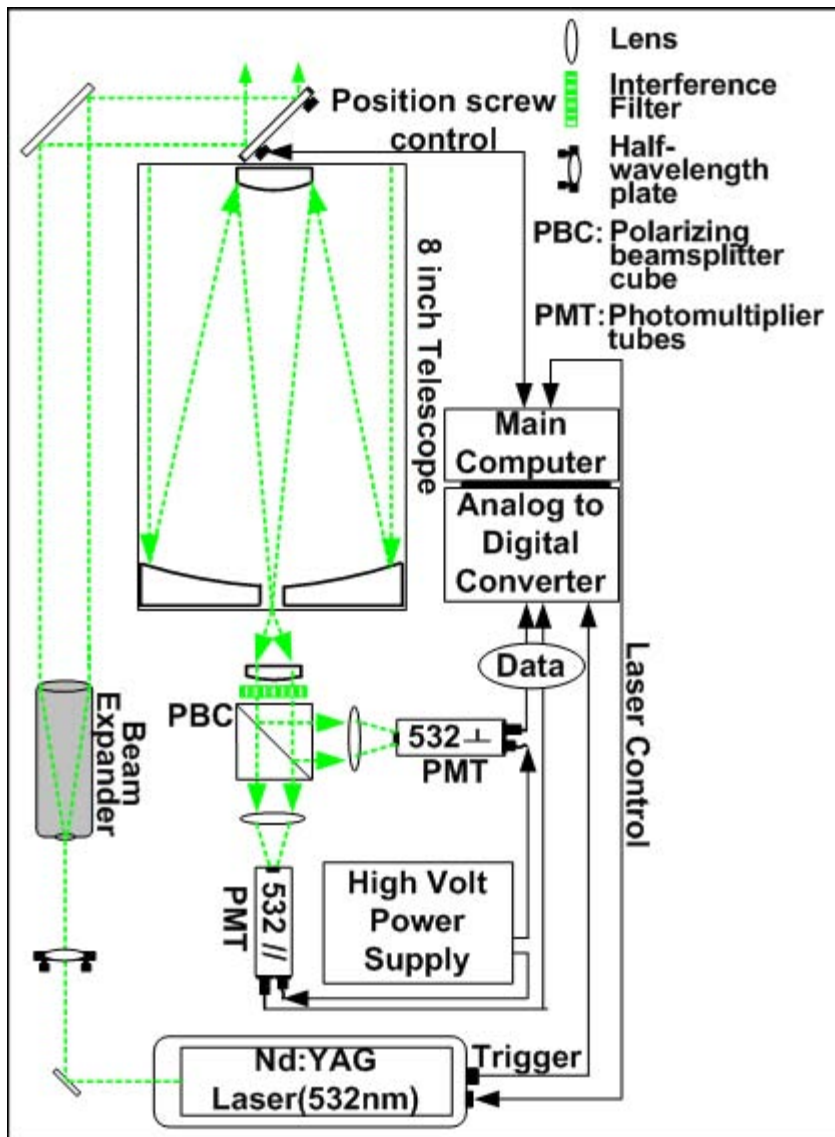 Lens
Interference
Filter
Half-
wavelength
plate
PBC: Polarizing
beamsplitter
cube
PMT: Photomultiplier
tubes
Position screw
control
8 inch Telescope
Main
Computer
Analog to
Digital
Converter
Data
Laser Control
Beam
Expander
PBC
532 ⊥
PMT
532 //
PMT
High Volt
Power
Supply
Nd:YAG
Laser(532nm)
Trigger